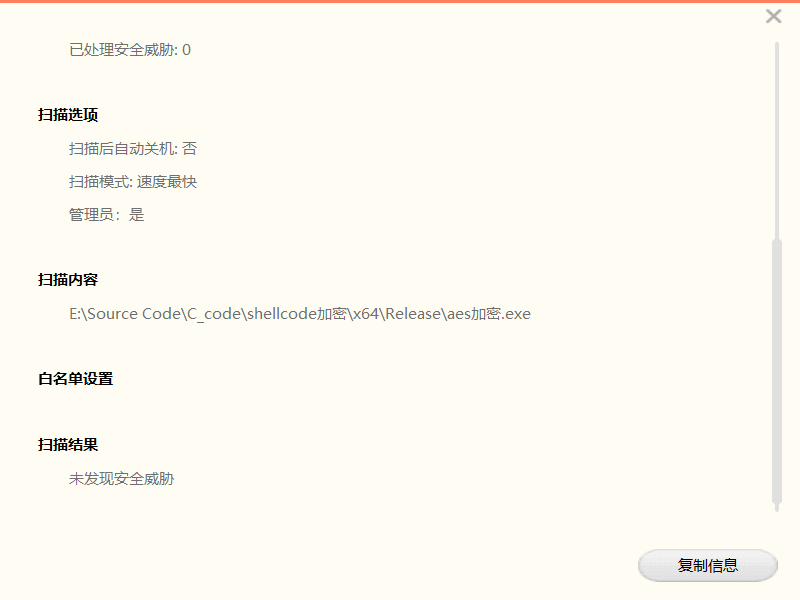 已处理安全威胁: 0
扫描选项
扫描后自动关机: 否
扫描模式: 速度最快
管理员：是
扫描内容
E:\Source Code\C_code\shellcode加密\x64\Release\aes加密.exe
白名单设置
扫描结果
未发现安全威胁
复制信息